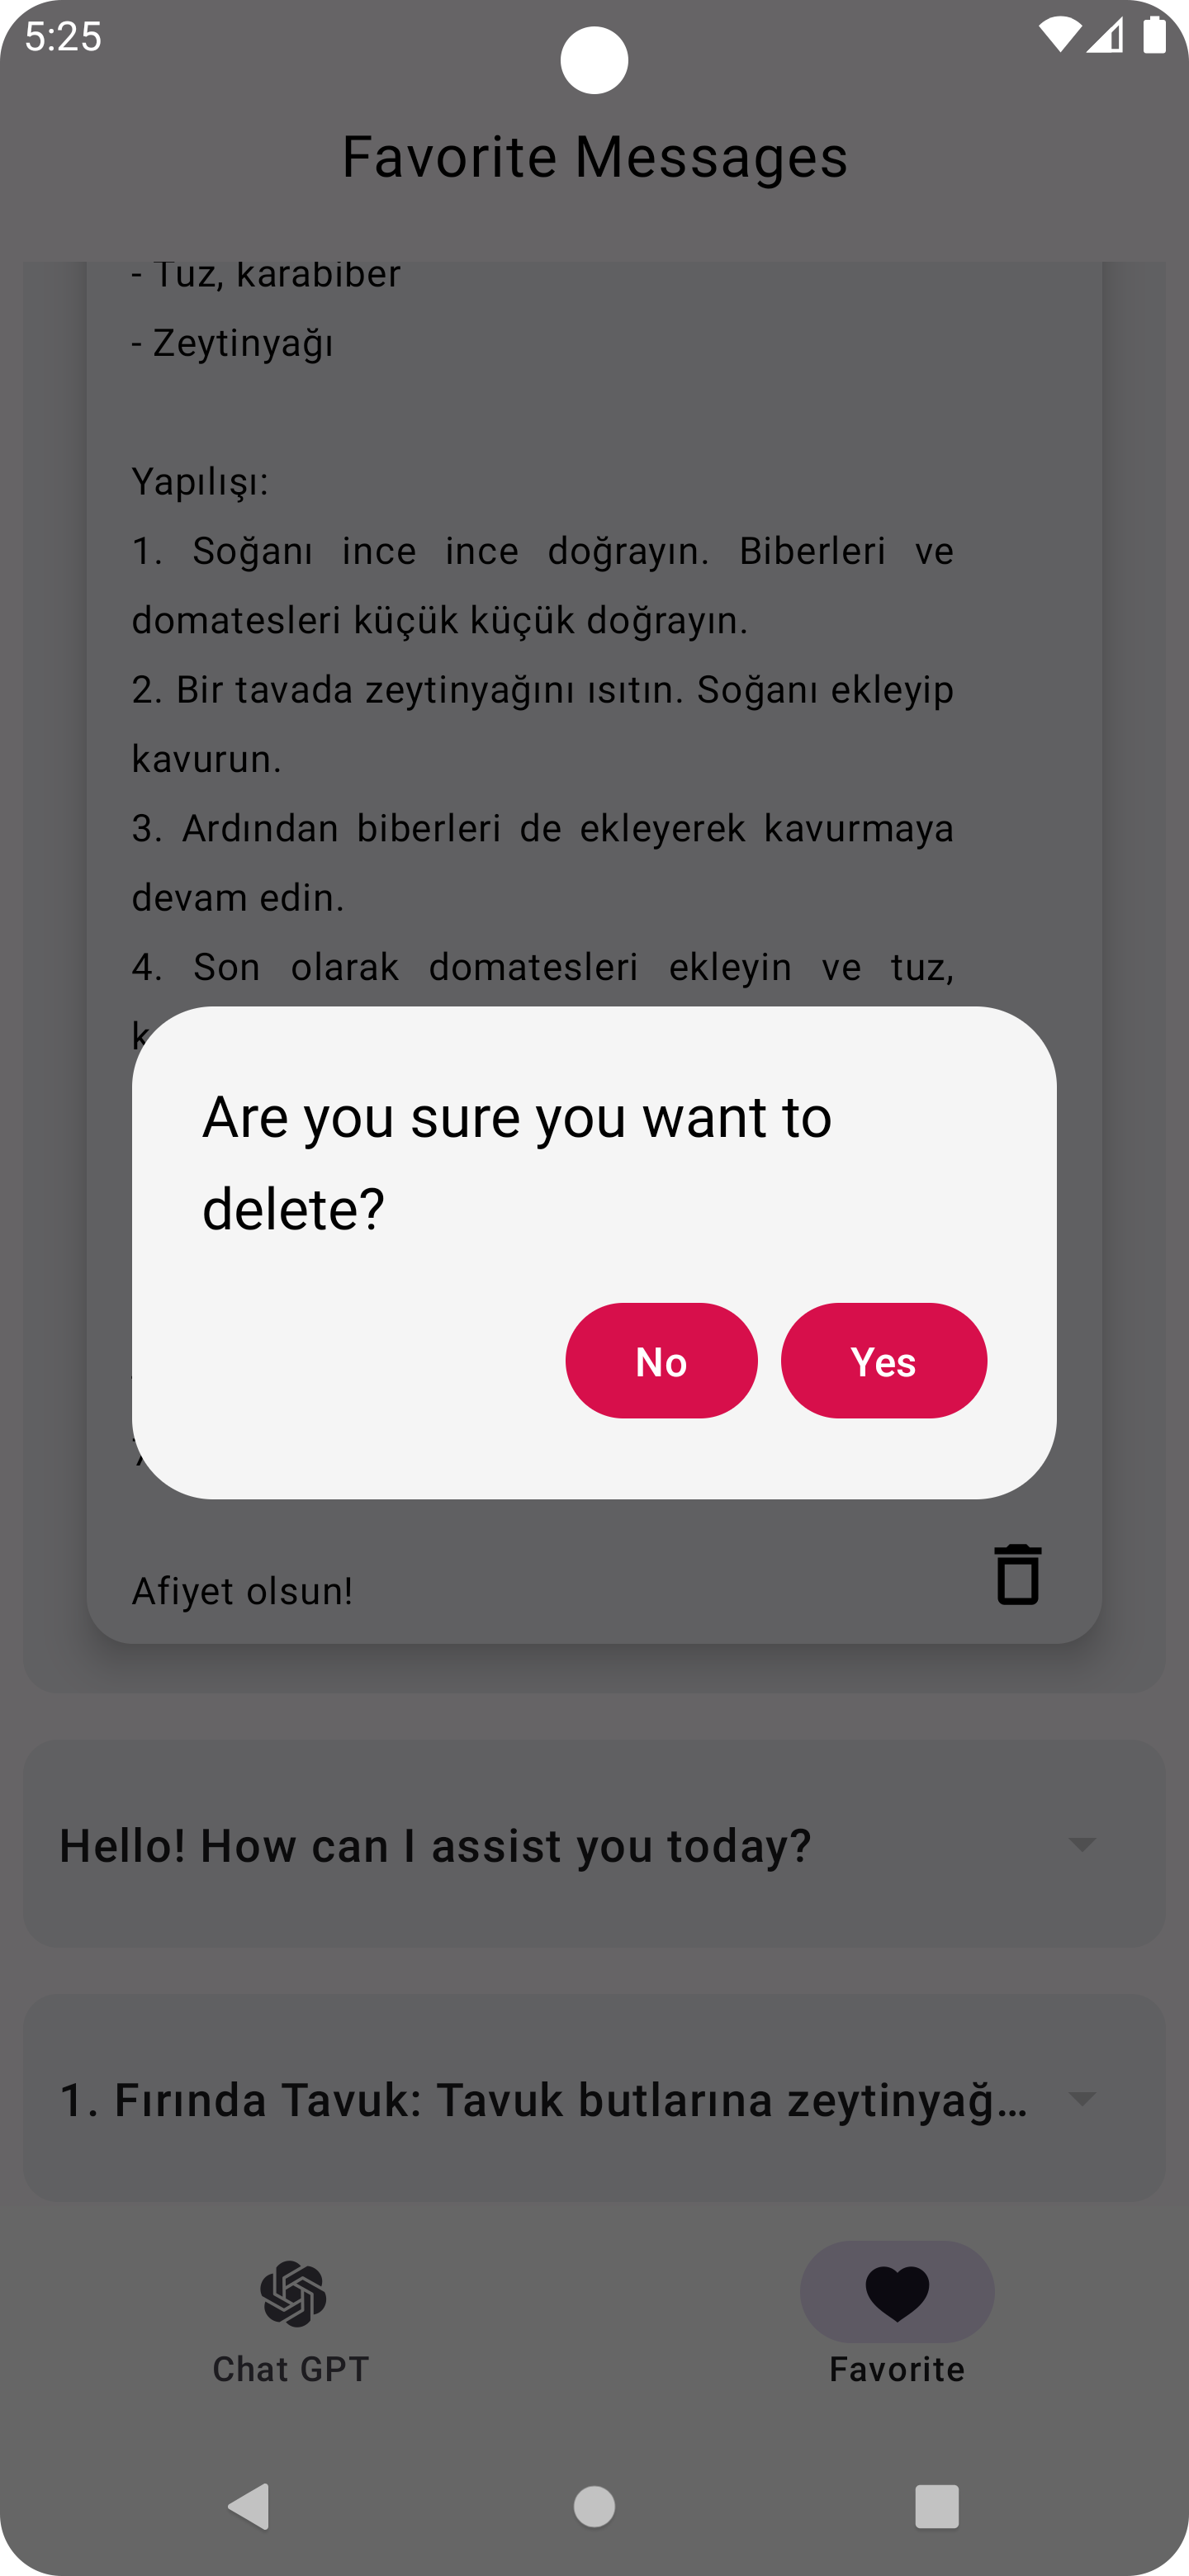 5:25
Favorite Messages
- Tuz, karabiber
- Zeytinyağı
Yapılışı:
1. Soğanı ince ince doğrayın. Biberleri ve
domatesleri küçük küçük doğrayın.
2. Bir tavada zeytinyağını ısıtın. Soğanı ekleyip
kavurun.
3. Ardından biberleri de ekleyerek kavurmaya
devam edin.
4. Son olarak domatesleri ekleyin ve tuz,
Are you sure you want to
delete?
No Yes
Afiyet olsun!
Hello! How can I assist you today?
1. Fırında Tavuk: Tavuk butlarına zeytinyağ...
Chat GPT Favorite